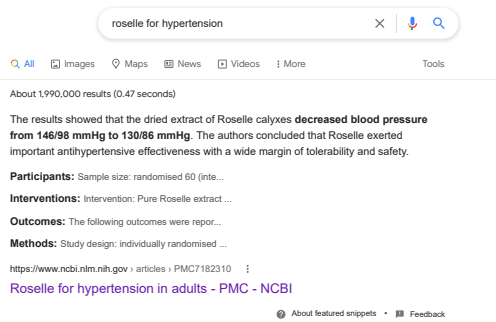 roselle for hypertension
All Images Maps News Videos More Tools
About 1,990,000 results (0.47 seconds)
The results showed that the dried extract of Roselle calyxes decreased blood pressure
from 146/98 mmHg to 130/86 mmHg. The authors concluded that Roselle exerted
important antihypertensive effectiveness with a wide margin of tolerability and safety.
Participants: Sample size: randomised 60 (inte...
Interventions: Intervention: Pure Roselle extract ...
Outcomes: The following outcomes were repor...
Methods: Study design: individually randomised ...
https://www.ncbi.nlm.nih.gov › articles › PMC7182310
Roselle for hypertension in adults - PMC - NCBI
About featured snippets • Feedback